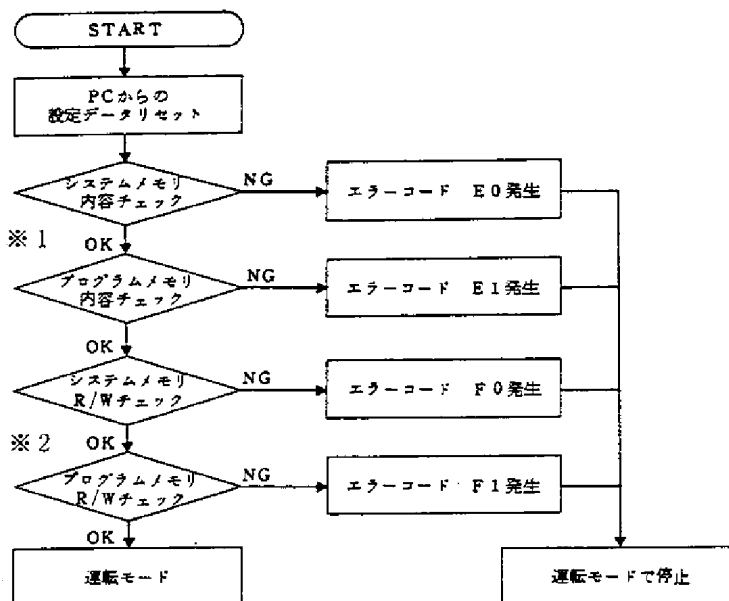 START
PCからの
設定データリセット
システムメモリ
内容チェック
NG
エラーコード E0発生
※1
OK
プログラムメモリ
内容チェック
NG
エラーコード E1発生
OK
システムメモリ
R/Wチェック
NG
エラーコード F0発生
※2
OK
プログラムメモリ
R/Wチェック
NG
エラーコード F1発生
OK
運転モード
運転モードで停止